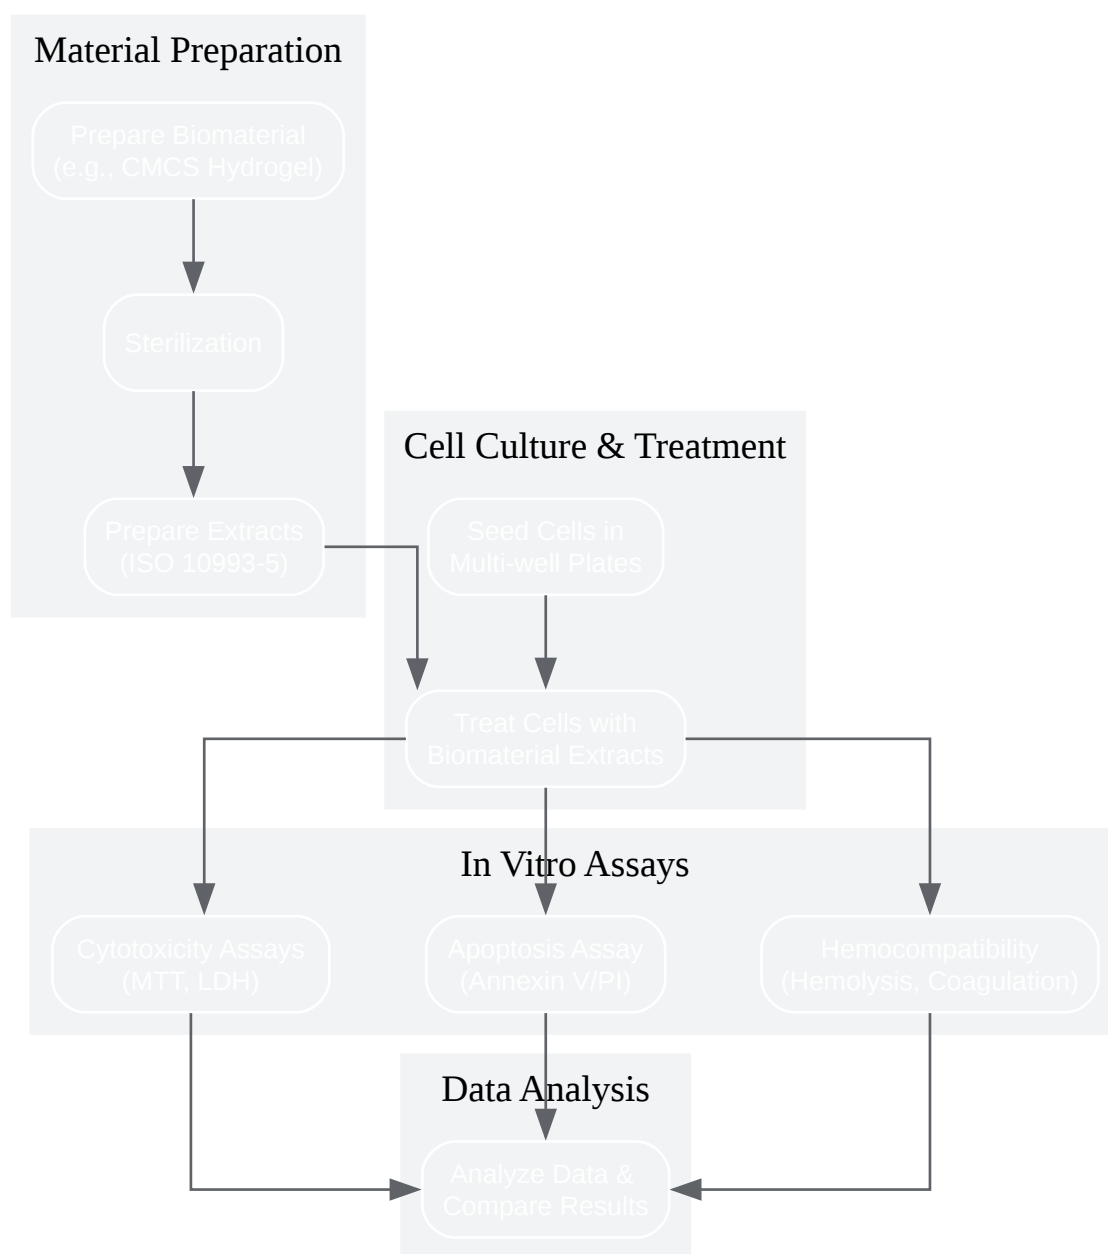 Material Preparation
Prepare Biomaterial
(e.g., CMCS Hydrogel)
Sterilization
Prepare Extracts
(ISO 10993-5)
Cell Culture & Treatment
Seed Cells in
Multi-well Plates
Treat Cells with
Biomaterial Extracts
In Vitro Assays
Cytotoxicity Assays
(MTT, LDH)
Apoptosis Assay
(Annexin V/PI)
Hemocompatibility
(Hemolysis, Coagulation)
Data Analysis
Analyze Data &
Compare Results